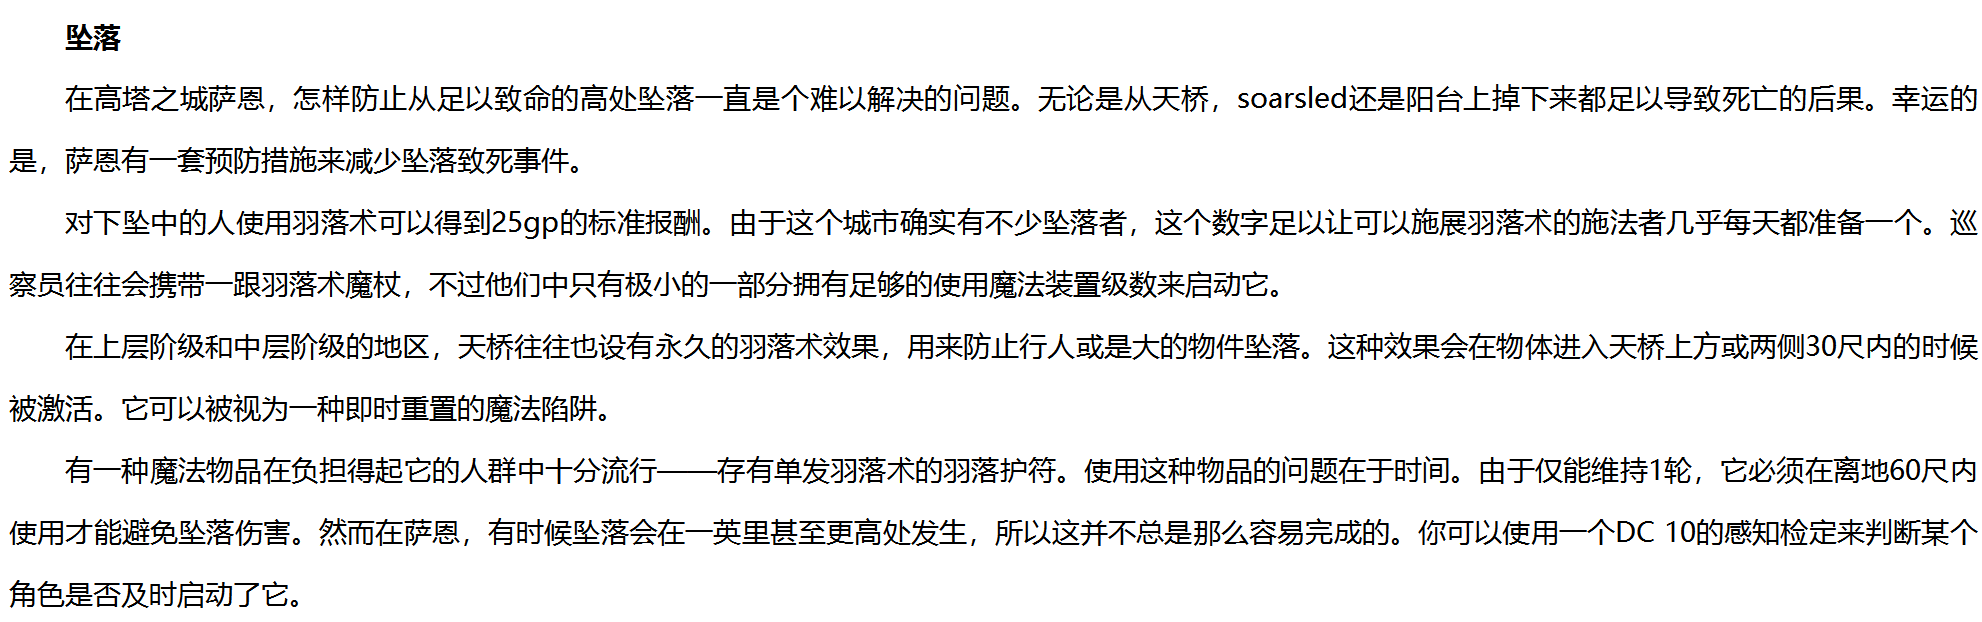 坠落
在高塔之城萨恩，怎样防止从足以致命的高处坠落一直是个难以解决的问题。无论是从天桥，soarsled还是阳台上掉下来都足以导致死亡的后果。幸运的
是，萨恩有一套预防措施来减少坠落致死事件。
对下坠中的人使用羽落术可以得到25gp的标准报酬。由于这个城市确实有不少坠落者，这个数字足以让可以施展羽落术的施法者几乎每天都准备一个。巡
察员往往会携带一跟羽落术魔杖，不过他们中只有极小的一部分拥有足够的使用魔法装置级数来启动它。
在上层阶级和中层阶级的地区，天桥往往也设有永久的羽落术效果，用来防止行人或是大的物件坠落。这种效果会在物体进入天桥上方或两侧30尺内的时候
被激活。它可以被视为一种即时重置的魔法陷阱。
有一种魔法物品在负担得起它的人群中十分流行——存有单发羽落术的羽落护符。使用这种物品的问题在于时间。由于仅能维持1轮，它必须在离地60尺内
使用才能避免坠落伤害。然而在萨恩，有时候坠落会在一英里甚至更高处发生，所以这并不总是那么容易完成的。你可以使用一个DC 10的感知检定来判断某个
角色是否及时启动了它。